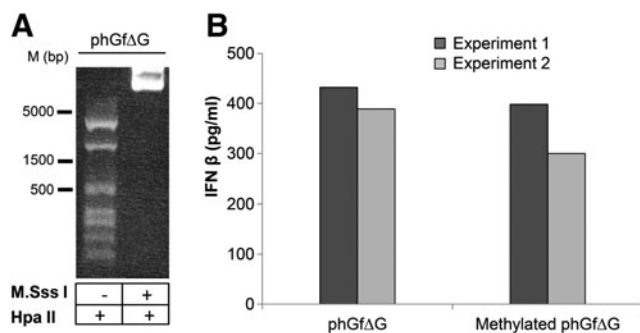 A
phGfΔG
M (bp)
5000
1500
500
M.Sss I - +
Hpa II + +
B
500
400
300
200
100
0
IFN β (pg/ml)
Experiment 1
Experiment 2
phGfΔG
Methylated phGfΔG